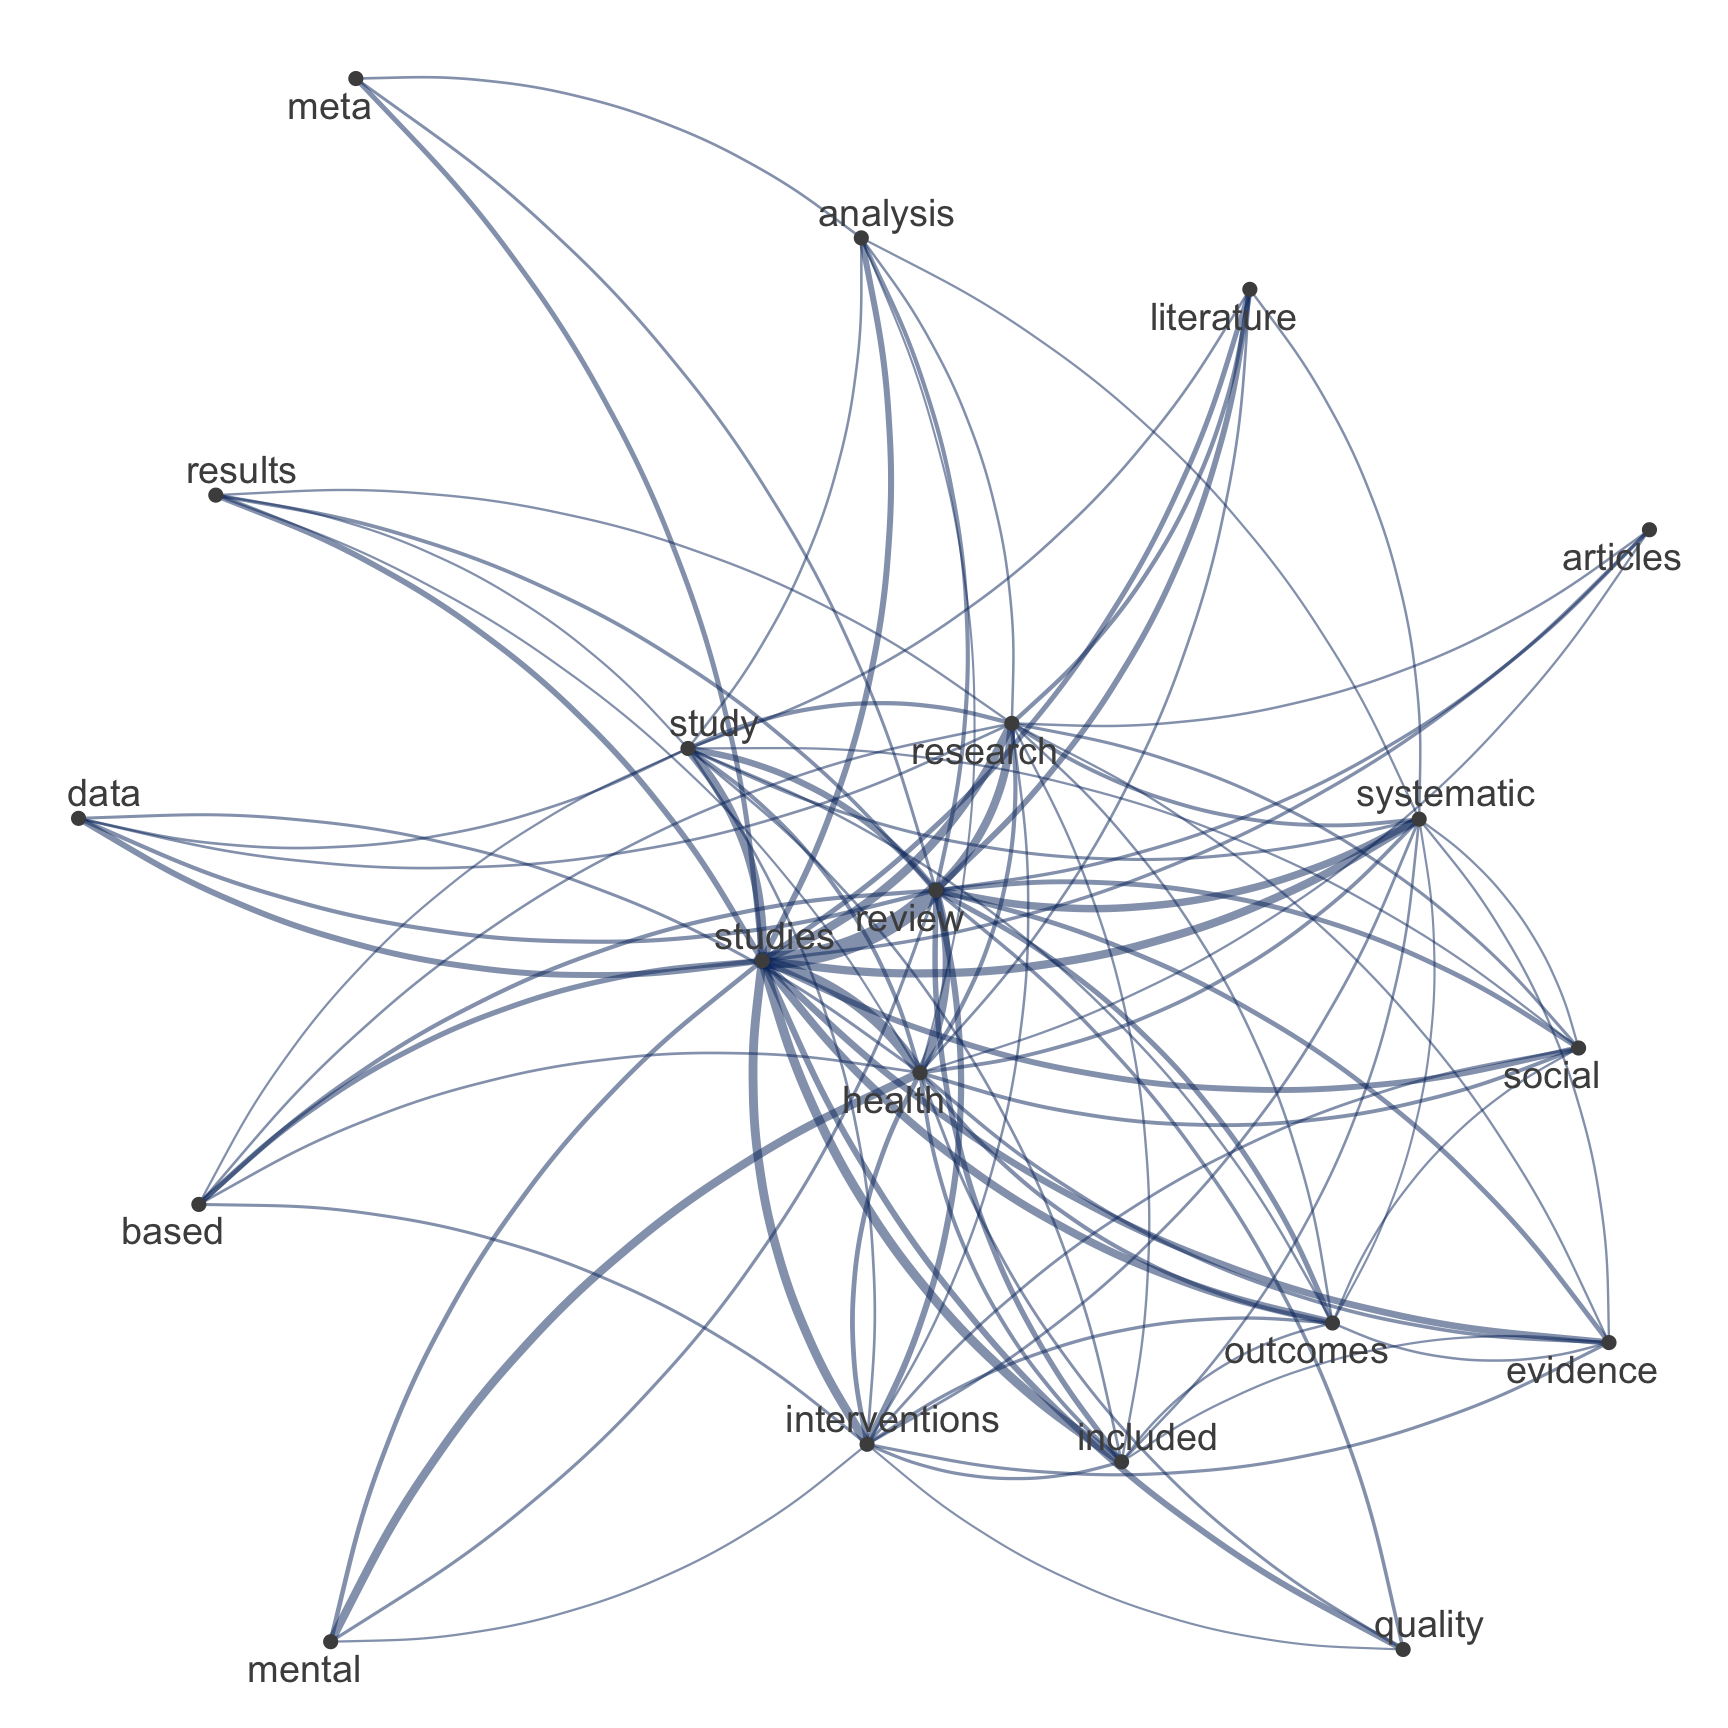 meta
analysis
literature
results
articles
study
research
data
systematic
review
studies
social
health
based
outcomes
evidence
interventions
included
quality
mental